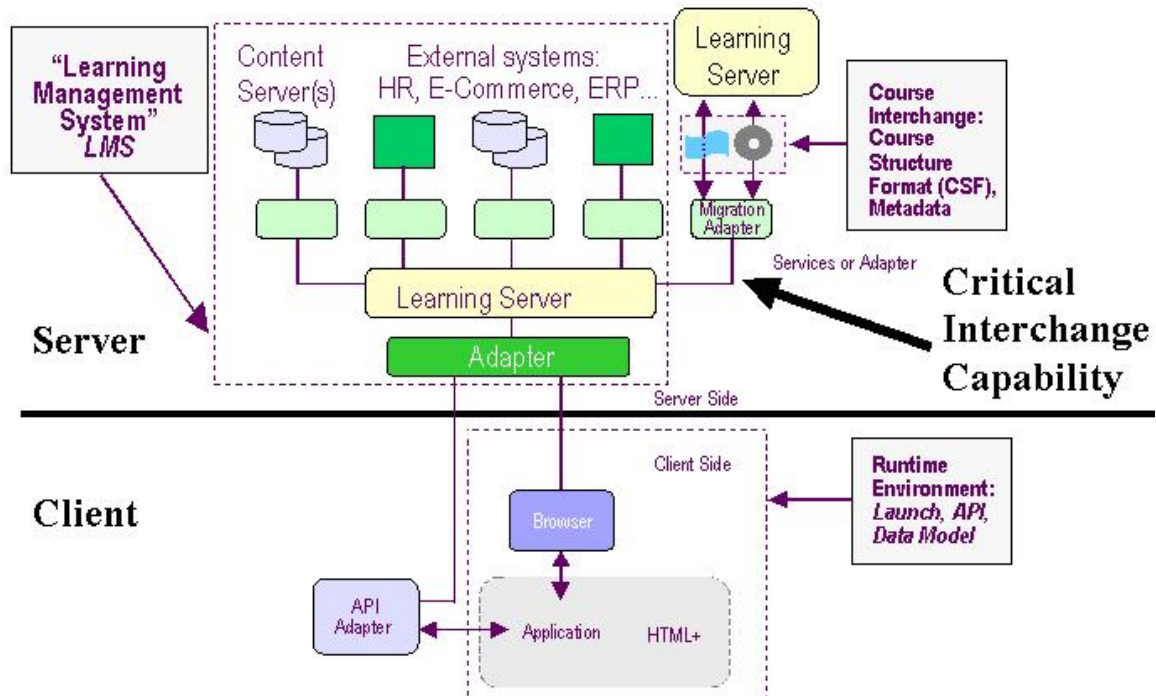 “Learning
Management
System”
LMS
Content
Server(s)
External systems:
HR, E-Commerce, ERP...
Learning
Server
Course
Interchange:
Course
Structure
Format (CSF),
Metadata
Migration
Adapter
Services or Adapter
Learning Server
Critical
Interchange
Capability
Server
Adapter
Server Side
Client Side
Client
Runtime
Environment:
Launch, API,
Data Model
Browser
API
Adapter
Application
HTML+